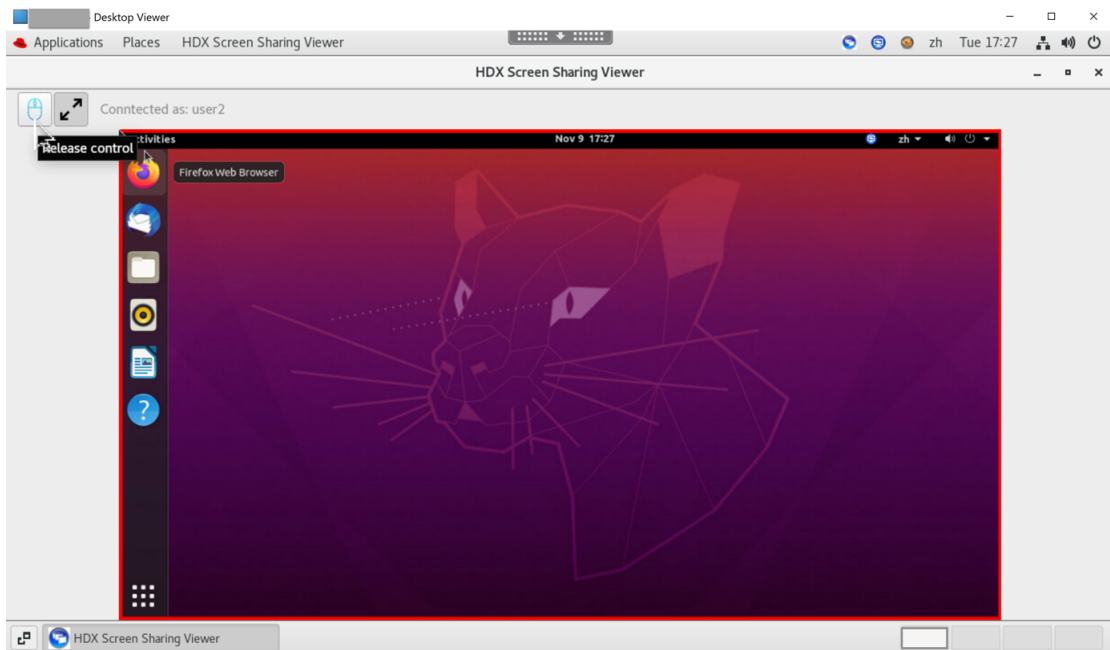 Desktop Viewer
Applications Places HDX Screen Sharing Viewer zh Tue 17:27
HDX Screen Sharing Viewer
Conntected as: user2
Release control
tivities Nov 9 17:27 zh
Firefox Web Browser
?
HDX Screen Sharing Viewer